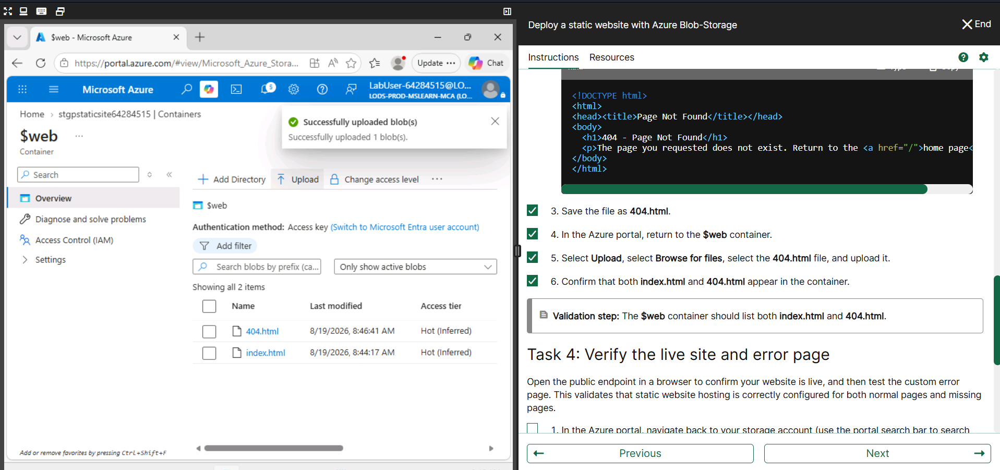 Deploy a static website with Azure Blob-Storage
End
$web - Microsoft Azure
https://portal.azure.com/#view/Microsoft_Azure_Stora...
Update
Chat
Instructions
Resources
Microsoft Azure
5
LabUser-64284515@LO...
LODS-PROD-MSLEARN-MCA (LO...
Home > stgpstaticsite64284515 | Containers
Successfully uploaded blob(s)
Successfully uploaded 1 blob(s).
$web
...
Container
Search
Overview
Diagnose and solve problems
Access Control (IAM)
Settings
Add Directory
Upload
Change access level
...
$web
Authentication method: Access key (Switch to Microsoft Entra user account)
Add filter
Search blobs by prefix (ca...
Only show active blobs
Showing all 2 items
Name Last modified Access tier
404.html 8/19/2026, 8:46:41 AM Hot (Inferred)
index.html 8/19/2026, 8:44:17 AM Hot (Inferred)
Add or remove favorites by pressing Ctrl+Shift+F
<!DOCTYPE html>
<html>
<head><title>Page Not Found</title></head>
<body>
<h1>404 - Page Not Found</h1>
<p>The page you requested does not exist. Return to the <a href="/">home page<
</body>
</html>
3. Save the file as 404.html.
4. In the Azure portal, return to the $web container.
5. Select Upload, select Browse for files, select the 404.html file, and upload it.
6. Confirm that both index.html and 404.html appear in the container.
Validation step: The $web container should list both index.html and 404.html.
Task 4: Verify the live site and error page
Open the public endpoint in a browser to confirm your website is live, and then test the custom error
page. This validates that static website hosting is correctly configured for both normal pages and missing
pages.
1. In the Azure portal, navigate back to your storage account (use the portal search bar to search
Previous
Next